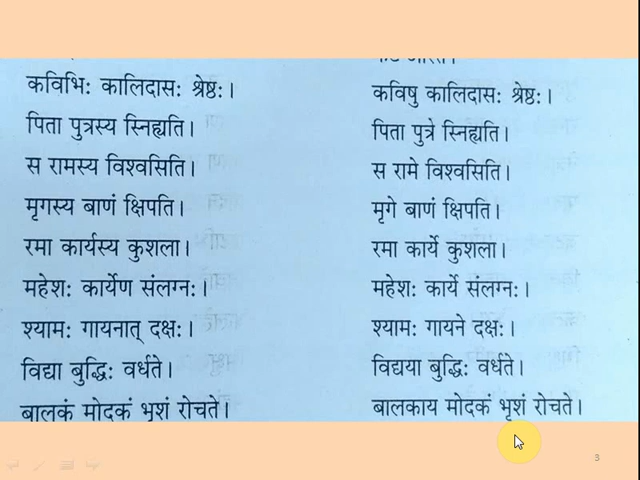 कविभिः कालिदासः श्रेष्ठः। कविषु कालिदासः श्रेष्ठः।
पिता पुत्रस्य स्निह्यति। पिता पुत्रे स्निह्यति।
स रामस्य विश्वसिति। स रामे विश्वसिति।
मृगस्य बाणं क्षिपति। मृगे बाणं क्षिपति।
रमा कार्यस्य कुशला। रमा कार्ये कुशला।
महेशः कार्येण संलग्नः। महेशः कार्ये संलग्नः।
श्यामः गायनात् दक्षः। श्यामः गायने दक्षः।
विद्या बुद्धिः वर्धते। विद्यया बुद्धिः वर्धते।
बालकं मोदकं भृशं रोचते। बालकाय मोदकं भृशं रोचते।
3